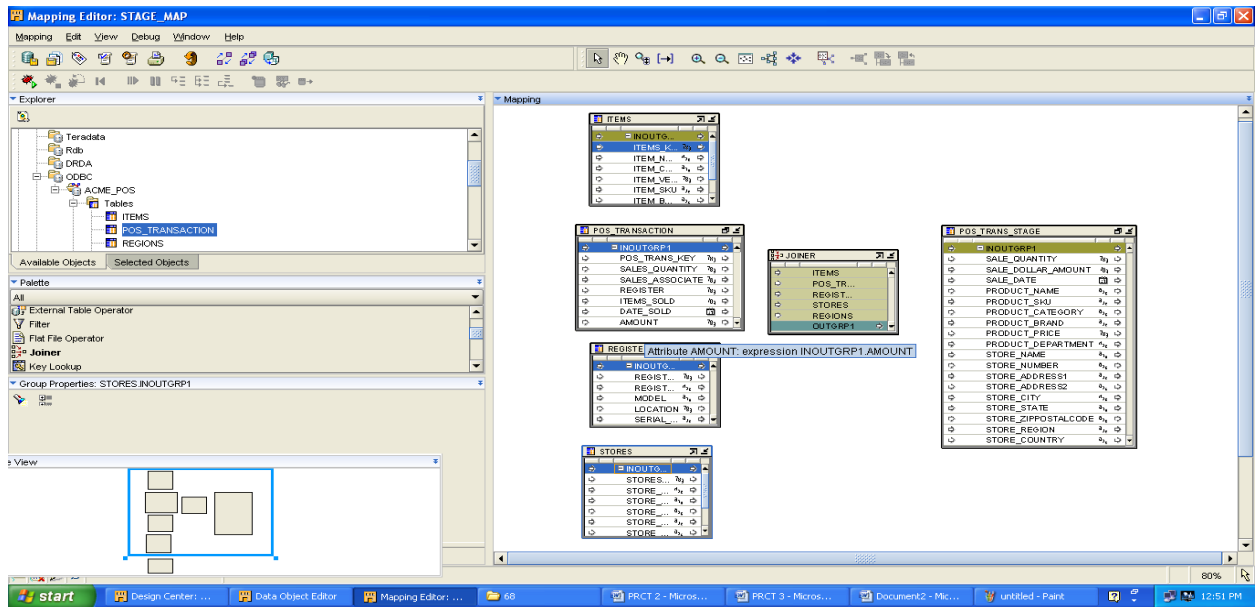 Mapping Editor: STAGE_MAP
Mapping Edit View Debug Window Help
Explorer
Teradata
Rdb
DRDA
ODBC
ACME_POS
Tables
ITEMS
POS_TRANSACTION
REGIONS
Available Objects Selected Objects
Palette
All
External Table Operator
Filter
Flat File Operator
Joiner
Key Lookup
Group Properties: STORES.INOUTGRP1
e View
Mapping
ITEMS
INOUTG...
ITEMS_K...
ITEM_N...
ITEM_C...
ITEM_VE...
ITEM_SKU
ITEM_B...
POS_TRANSACTION
INOUTGRP1
POS_TRANS_KEY
SALES_QUANTITY
SALES_ASSOCIATE
REGISTER
ITEMS_SOLD
DATE_SOLD
AMOUNT
REGISTE
Attribute AMOUNT: expression INOUTGRP1.AMOUNT
INOUTG...
REGIST...
REGIST...
MODEL
LOCATION
SERIAL_...
STORES
INOUTG...
STORES...
STORE_...
STORE_...
STORE_...
STORE_...
STORE_...
JOINER
ITEMS
POS_TR...
REGIST...
STORES
REGIONS
OUTGRP1
POS_TRANS_STAGE
INOUTGRP1
SALE_QUANTITY
SALE_DOLLAR_AMOUNT
SALE_DATE
PRODUCT_NAME
PRODUCT_SKU
PRODUCT_CATEGORY
PRODUCT_BRAND
PRODUCT_PRICE
PRODUCT_DEPARTMENT
STORE_NAME
STORE_NUMBER
STORE_ADDRESS1
STORE_ADDRESS2
STORE_CITY
STORE_STATE
STORE_ZIPPOSTALCODE
STORE_REGION
STORE_COUNTRY
80%
start Design Center: ... Data Object Editor Mapping Editor: ... 68 PRCT 2 - Micros... PRCT 3 - Micros... Document2 - Mic... untitled - Paint 12:51 PM